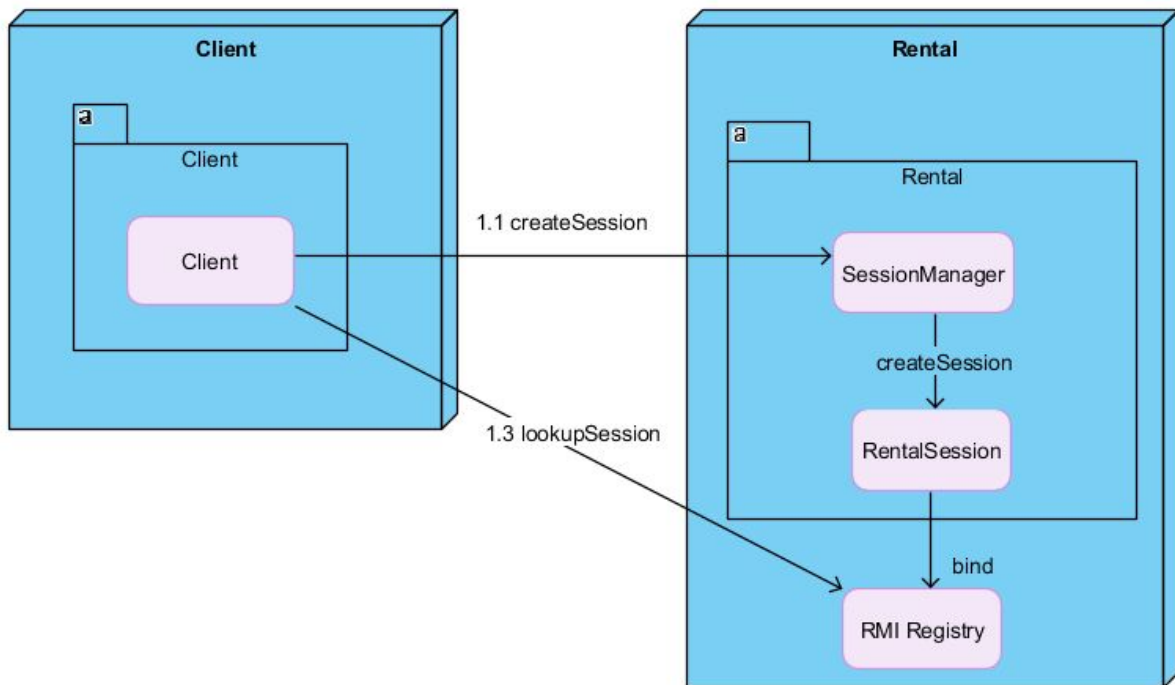 Client
Rental
a
Client
a
Rental
1.1 createSession
Client
SessionManager
createSession
1.3 lookupSession
RentalSession
bind
RMI Registry